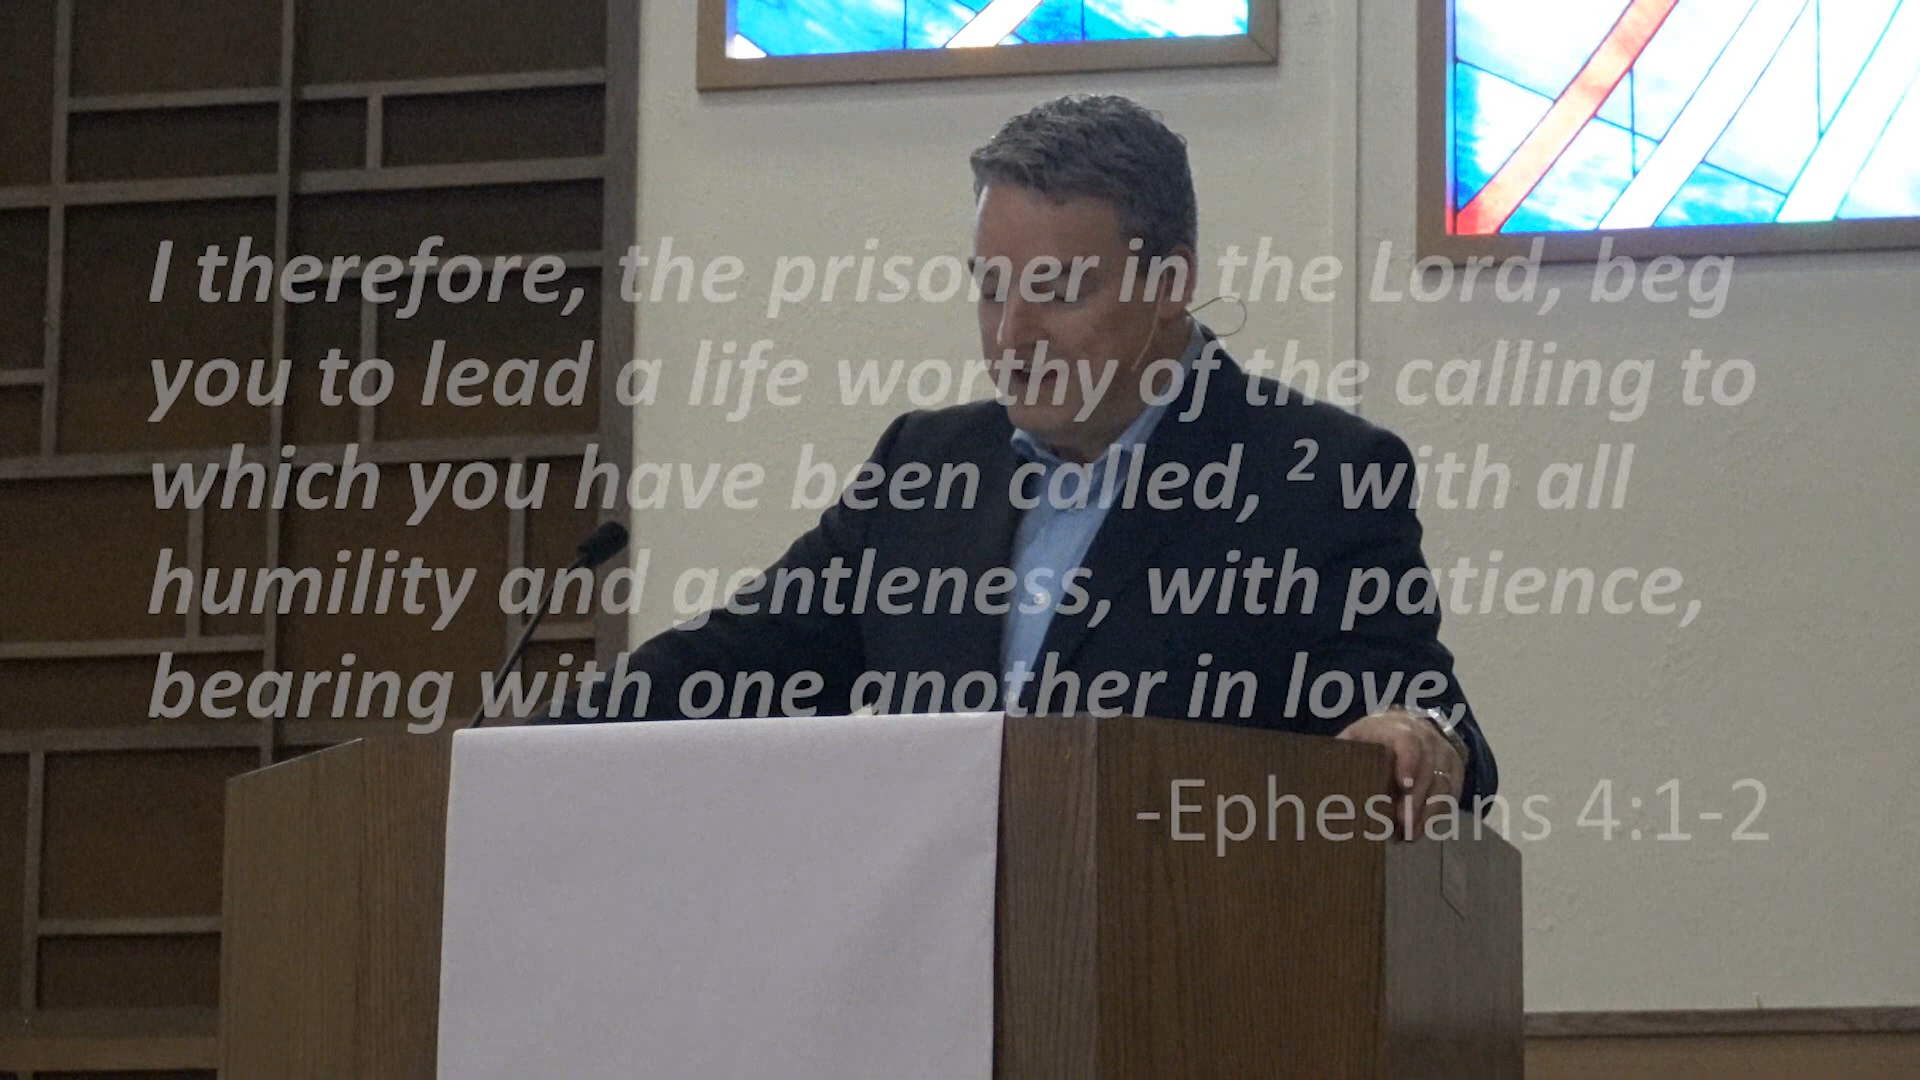 I therefore, the prisoner in the Lord, beg
you to lead a life worthy of the calling to
which you have been called, ² with all
humility and gentleness, with patience,
bearing with one another in love,
-Ephesians 4:1-2